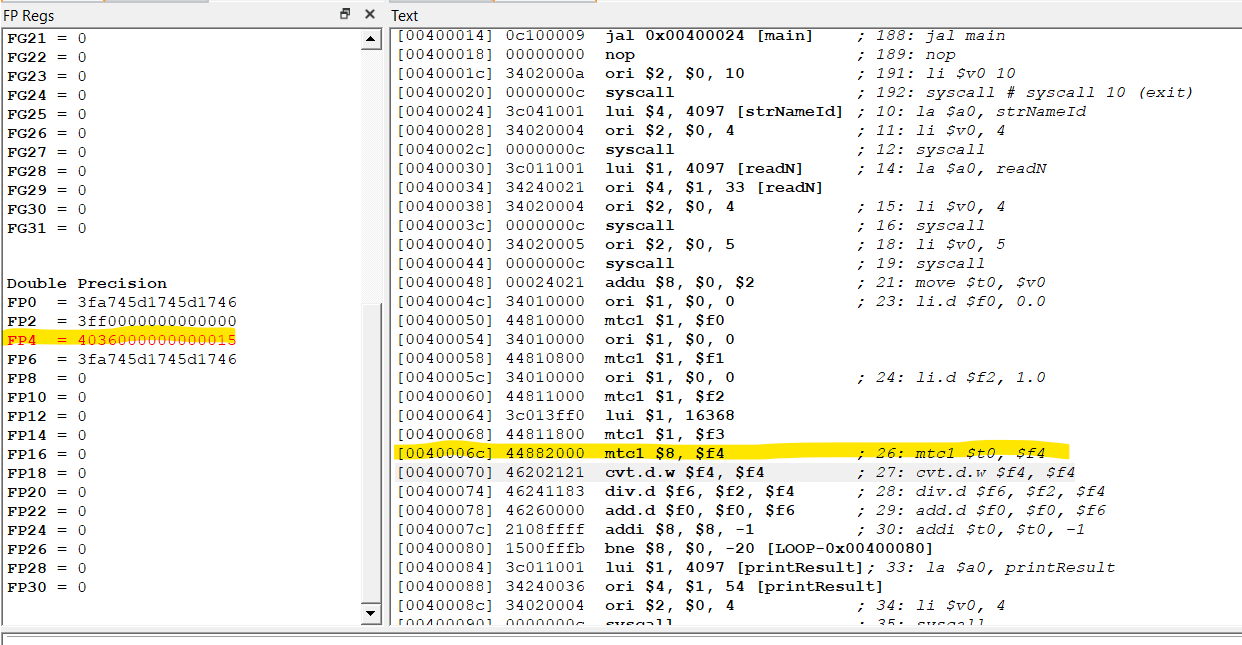 FP Regs
FG21 = 0
FG22 = 0
FG23 = 0
FG24 = 0
FG25 = 0
FG26 = 0
FG27 = 0
FG28 = 0
FG29 = 0
FG30 = 0
FG31 = 0
Double Precision
FP0 = 3fa745d1745d1746
FP2 = 3ff0000000000000
FP4 = 4036000000000015
FP6 = 3fa745d1745d1746
FP8 = 0
FP10 = 0
FP12 = 0
FP14 = 0
FP16 = 0
FP18 = 0
FP20 = 0
FP22 = 0
FP24 = 0
FP26 = 0
FP28 = 0
FP30 = 0
Text
[00400014] 0c100009 jal 0x00400024 [main] ; 188: jal main
[00400018] 00000000 nop ; 189: nop
[0040001c] 3402000a ori $2, $0, 10 ; 191: li $v0 10
[00400020] 0000000c syscall ; 192: syscall # syscall 10 (exit)
[00400024] 3c041001 lui $4, 4097 [strNameId] ; 10: la $a0, strNameId
[00400028] 34020004 ori $2, $0, 4 ; 11: li $v0, 4
[0040002c] 0000000c syscall ; 12: syscall
[00400030] 3c011001 lui $1, 4097 [readN] ; 14: la $a0, readN
[00400034] 34240021 ori $4, $1, 33 [readN]
[00400038] 34020004 ori $2, $0, 4 ; 15: li $v0, 4
[0040003c] 0000000c syscall ; 16: syscall
[00400040] 34020005 ori $2, $0, 5 ; 18: li $v0, 5
[00400044] 0000000c syscall ; 19: syscall
[00400048] 00024021 addu $8, $0, $2 ; 21: move $t0, $v0
[0040004c] 34010000 ori $1, $0, 0 ; 23: li.d $f0, 0.0
[00400050] 44810000 mtc1 $1, $f0
[00400054] 34010000 ori $1, $0, 0
[00400058] 44810800 mtc1 $1, $f1
[0040005c] 34010000 ori $1, $0, 0 ; 24: li.d $f2, 1.0
[00400060] 44811000 mtc1 $1, $f2
[00400064] 3c013ff0 lui $1, 16368
[00400068] 44811800 mtc1 $1, $f3
[0040006c] 44882000 mtc1 $8, $f4 ; 26: mtc1 $t0, $f4
[00400070] 46202121 cvt.d.w $f4, $f4 ; 27: cvt.d.w $f4, $f4
[00400074] 46241183 div.d $f6, $f2, $f4 ; 28: div.d $f6, $f2, $f4
[00400078] 46260000 add.d $f0, $f0, $f6 ; 29: add.d $f0, $f0, $f6
[0040007c] 2108ffff addi $8, $8, -1 ; 30: addi $t0, $t0, -1
[00400080] 1500fffb bne $8, $0, -20 [LOOP-0x00400080]
[00400084] 3c011001 lui $1, 4097 [printResult]; 33: la $a0, printResult
[00400088] 34240036 ori $4, $1, 54 [printResult]
[0040008c] 34020004 ori $2, $0, 4 ; 34: li $v0, 4
[00400090] 0000000c syscall ; 35: syscall